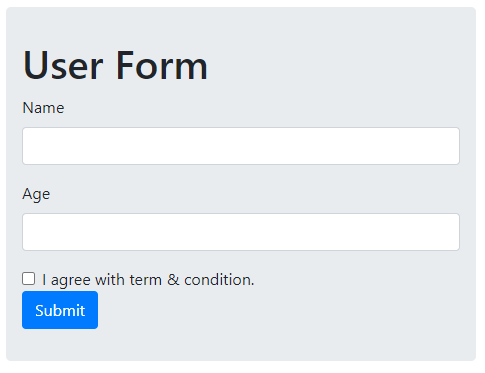 User Form
Name
Age
I agree with term & condition.
Submit